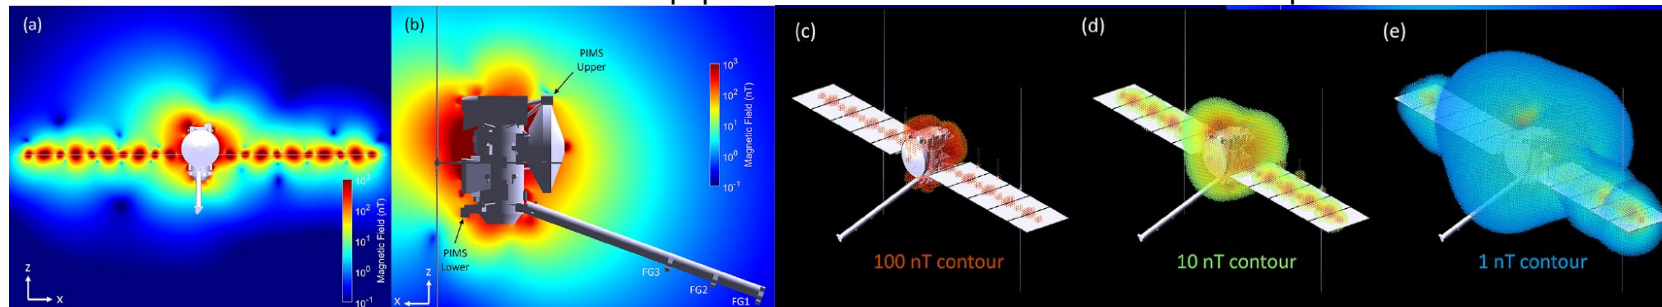 (a)
10³
10²
10¹
10⁰
10⁻¹
Magnetic Field (nT)
Z
X
(b)
PIMS
Upper
10³
10²
10¹
10⁰
10⁻¹
Magnetic Field (nT)
PIMS
Lower
Z
X
FG3
FG2
FG1
(c)
100 nT contour
(d)
10 nT contour
(e)
1 nT contour